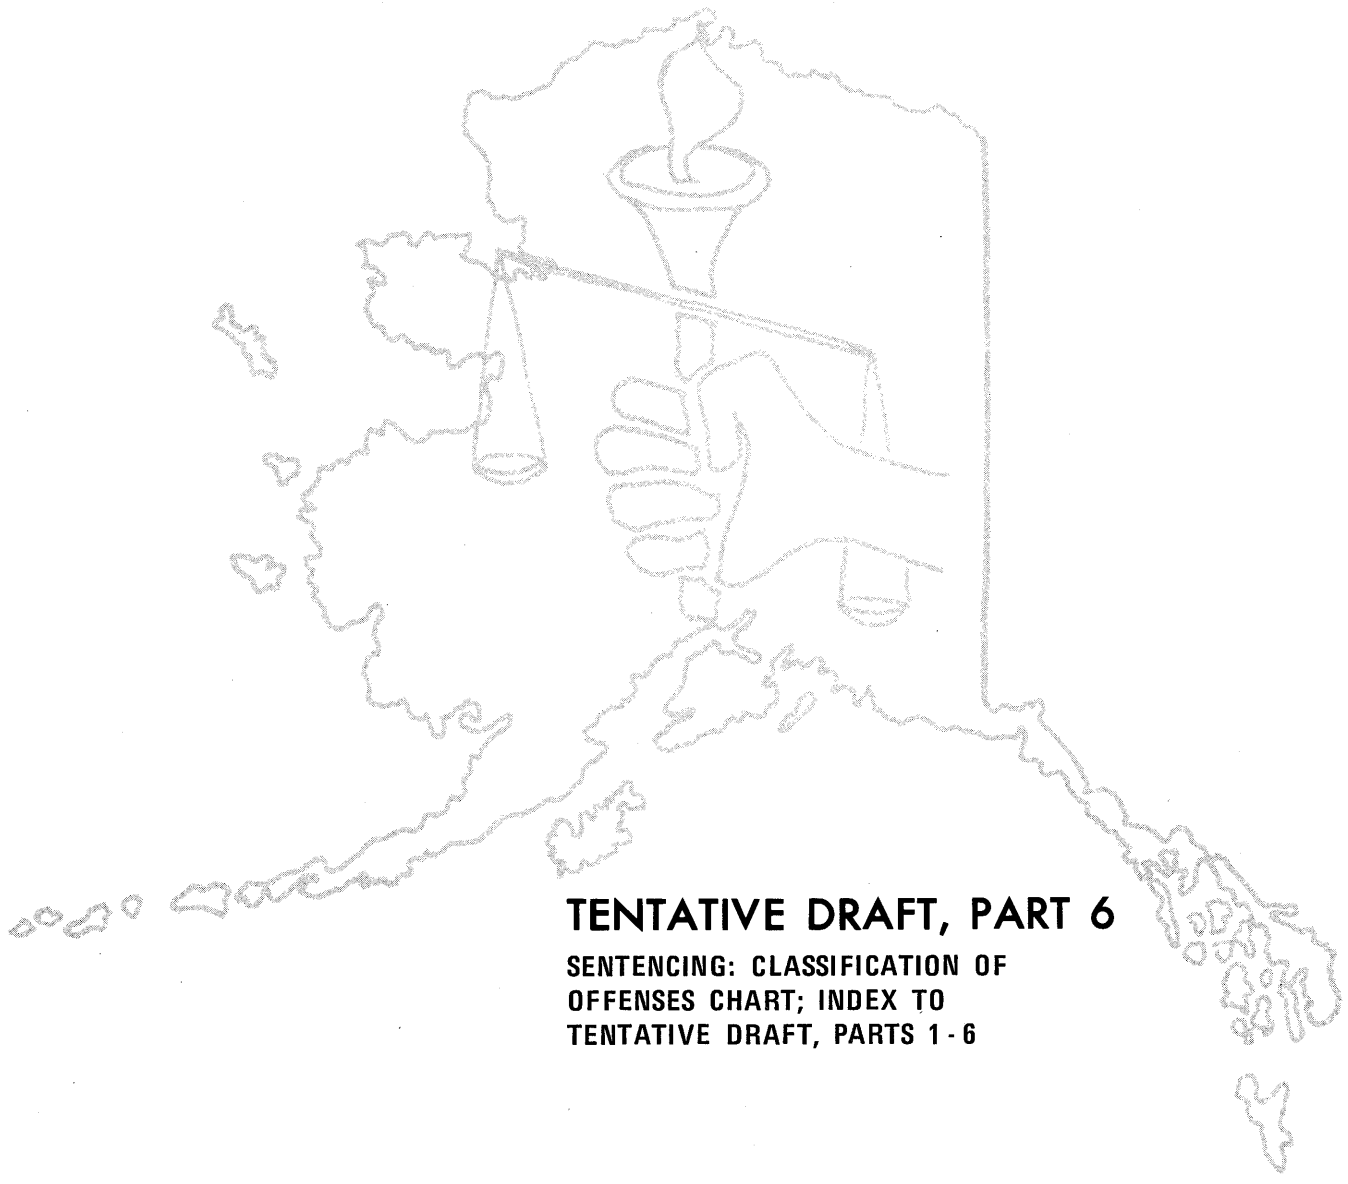 TENTATIVE DRAFT, PART 6
SENTENCING: CLASSIFICATION OF
OFFENSES CHART; INDEX TO
TENTATIVE DRAFT, PARTS 1 - 6